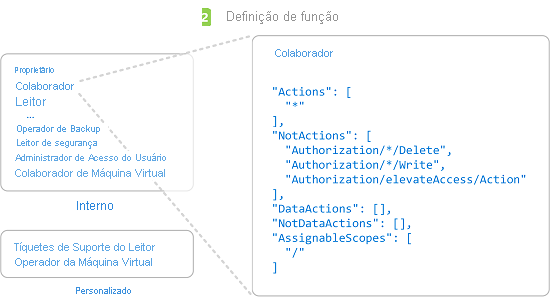 2 Definição de função
Proprietário
Colaborador
Leitor
...
Operador de Backup
Leitor de segurança
Administrador de Acesso do Usuário
Colaborador de Máquina Virtual
Interno
Tíquetes de Suporte do Leitor
Operador da Máquina Virtual
Personalizado
Colaborador
"Actions": [
"*"
],
"NotActions": [
"Authorization/*/Delete",
"Authorization/*/Write",
"Authorization/elevateAccess/Action"
],
"DataActions": [],
"NotDataActions": [],
"AssignableScopes": [
"/"
]